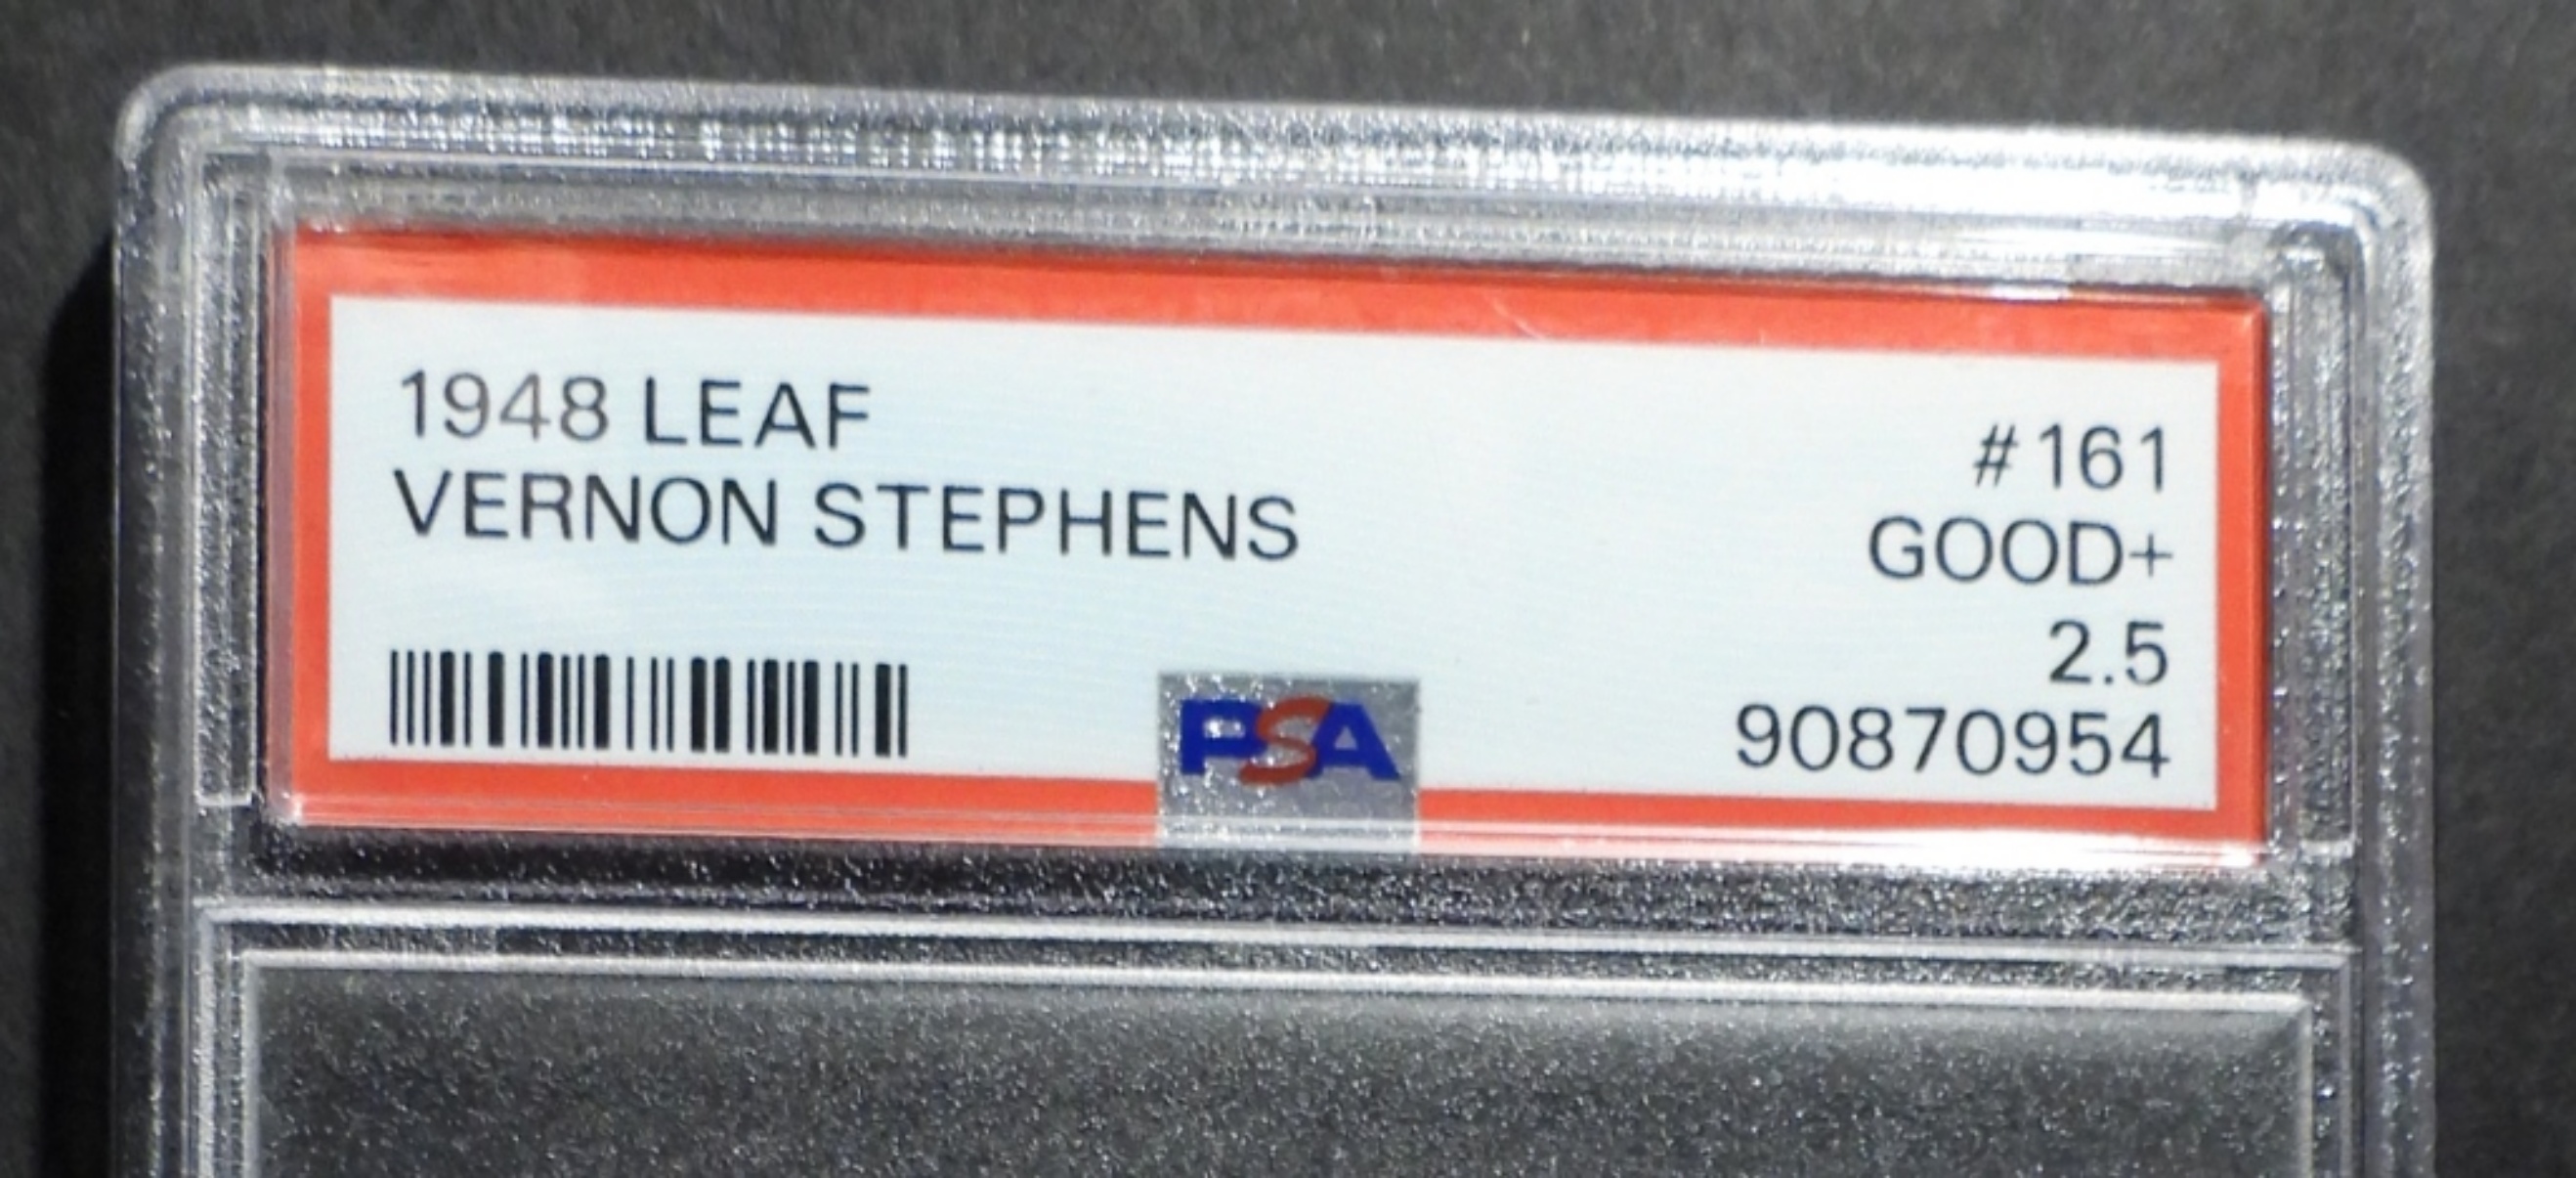 1948 LEAF
VERNON STEPHENS
#161
GOOD+
2.5
90870954
PSA